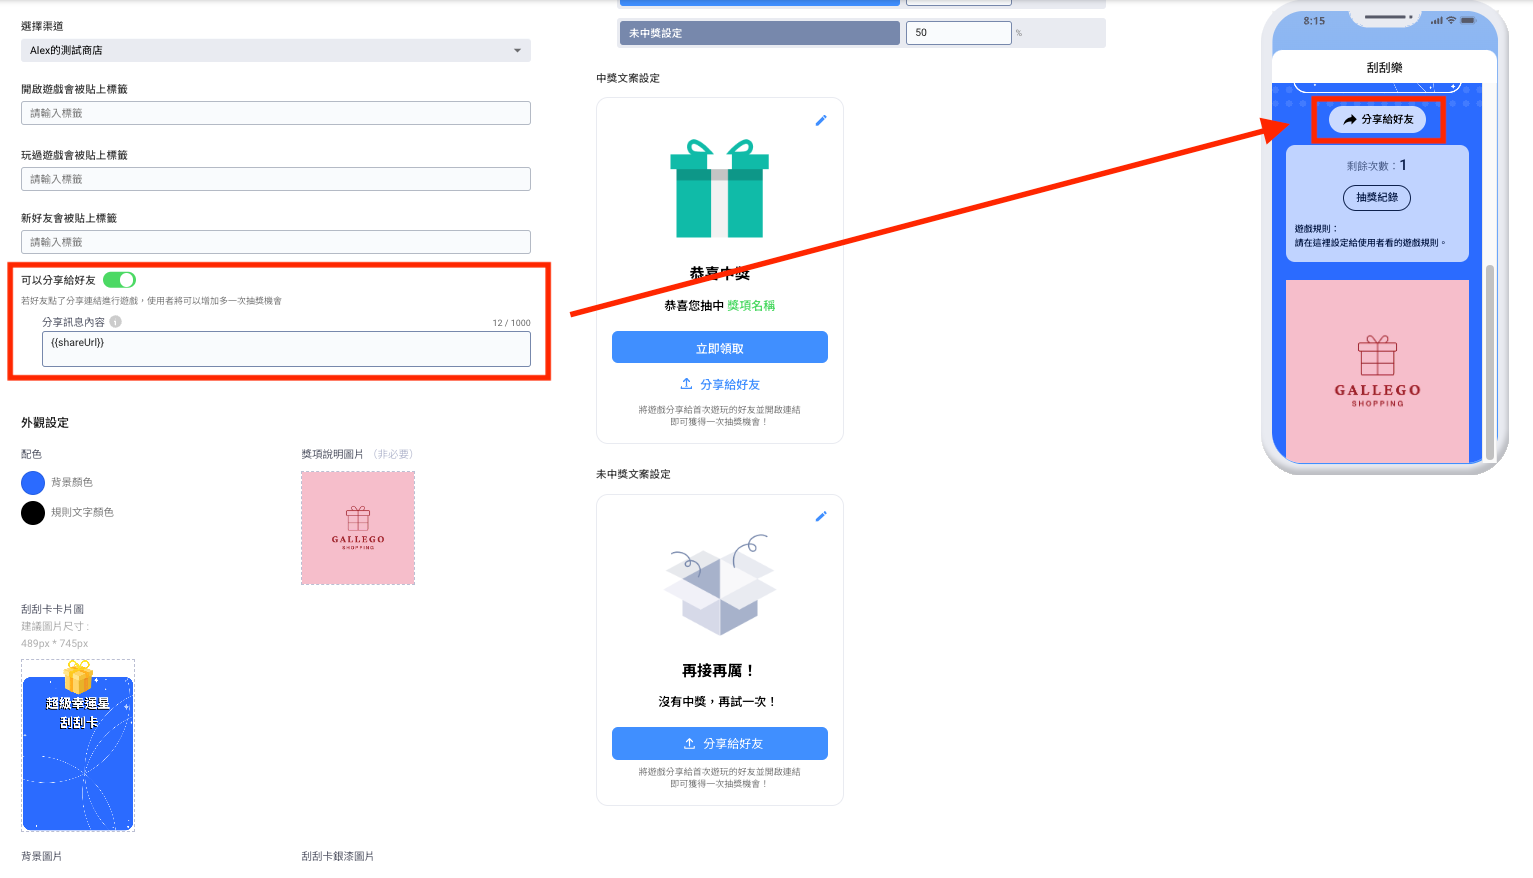 選擇渠道
Alex的測試商店
開啟遊戲會被貼上標籤
請輸入標籤
玩過遊戲會被貼上標籤
請輸入標籤
新好友會被貼上標籤
請輸入標籤
可以分享給好友
若好友點了分享連結進行遊戲，使用者將可以增加多一次抽獎機會
分享訊息內容
12 / 1000
{{shareUrl}}
外觀設定
配色
背景顏色
規則文字顏色
獎項說明圖片 （非必要）
GALLEGO
SHOPPING
刮刮卡卡片圖
建議圖片尺寸：
489px * 745px
超級幸運星
刮刮卡
背景圖片
刮刮卡銀漆圖片
未中獎設定
50
%
中獎文案設定
恭喜中獎
恭喜您抽中 獎項名稱
立即領取
分享給好友
將遊戲分享給首次遊玩的好友並開啟連結
即可獲得一次抽獎機會！
未中獎文案設定
再接再厲！
沒有中獎，再試一次！
分享給好友
將遊戲分享給首次遊玩的好友並開啟連結
即可獲得一次抽獎機會！
8:15
刮刮樂
分享給好友
剩餘次數：1
抽獎紀錄
遊戲規則：
請在這裡設定給使用者看的遊戲規則。
GALLEGO
SHOPPING